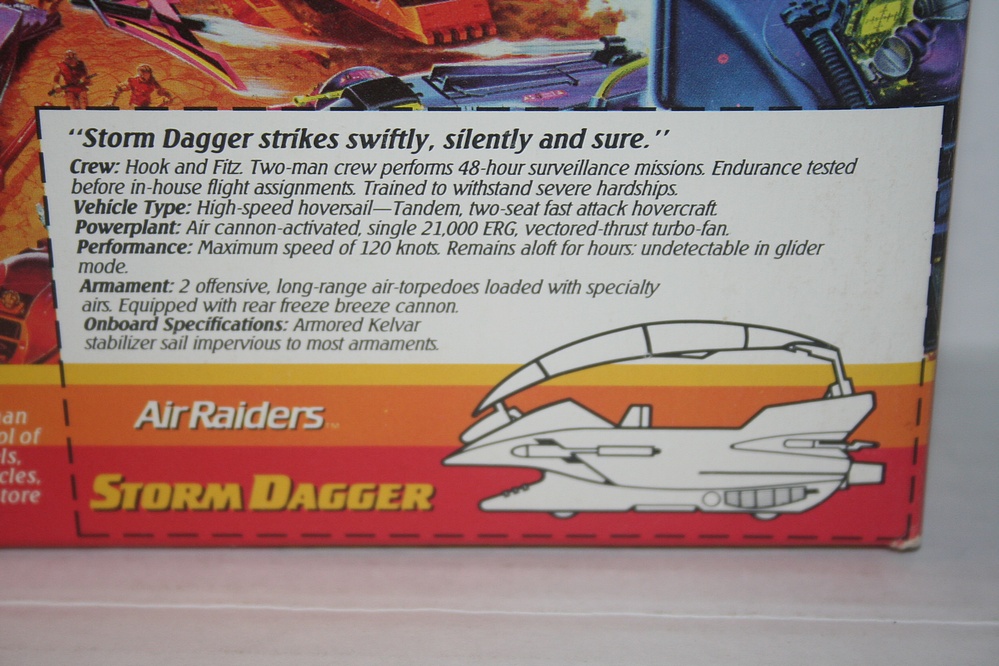 “Storm Dagger strikes swiftly, silently and sure.”
Crew: Hook and Fitz. Two-man crew performs 48-hour surveillance missions. Endurance tested
before in-house flight assignments. Trained to withstand severe hardships.
Vehicle Type: High-speed hoversail—Tandem, two-seat fast attack hovercraft.
Powerplant: Air cannon-activated, single 21,000 ERG, vectored-thrust turbo-fan.
Performance: Maximum speed of 120 knots. Remains aloft for hours: undetectable in glider
mode.
Armament: 2 offensive, long-range air-torpedoes loaded with specialty
airs. Equipped with rear freeze breeze cannon.
Onboard Specifications: Armored Kelvar
stabilizer sail impervious to most armaments.
Air Raiders™
STORM DAGGER
an
ol of
ls,
cles,
tore